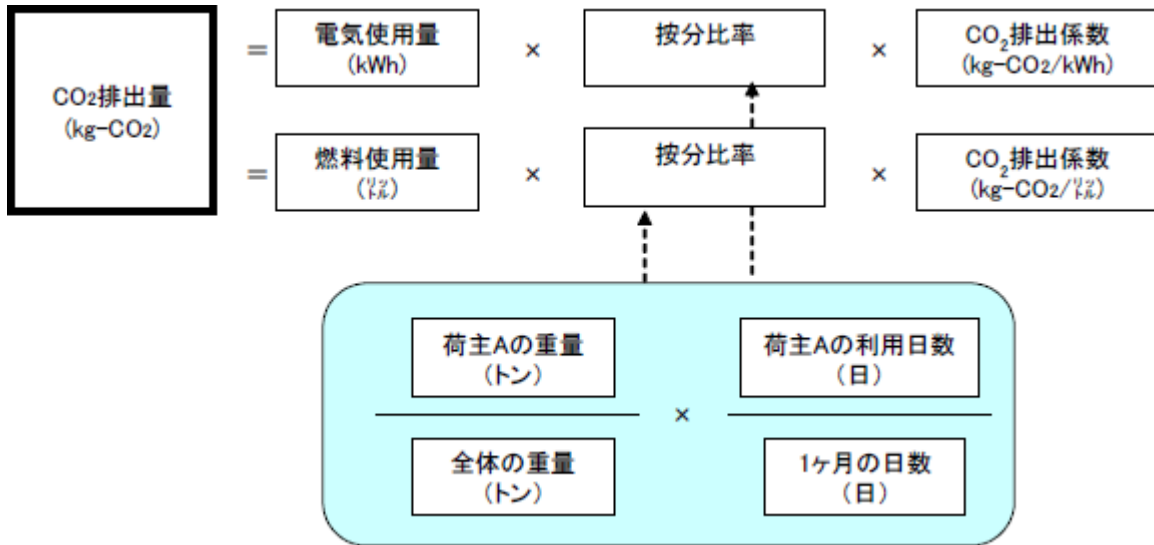 CO2排出量
(kg-CO2)
=
電気使用量
(kWh)
×
按分比率
×
CO2排出係数
(kg-CO2/kWh)
=
燃料使用量
(リットル)
×
按分比率
×
CO2排出係数
(kg-CO2/リットル)
荷主Aの重量
(トン)
全体の重量
(トン)
×
荷主Aの利用日数
(日)
1ヶ月の日数
(日)